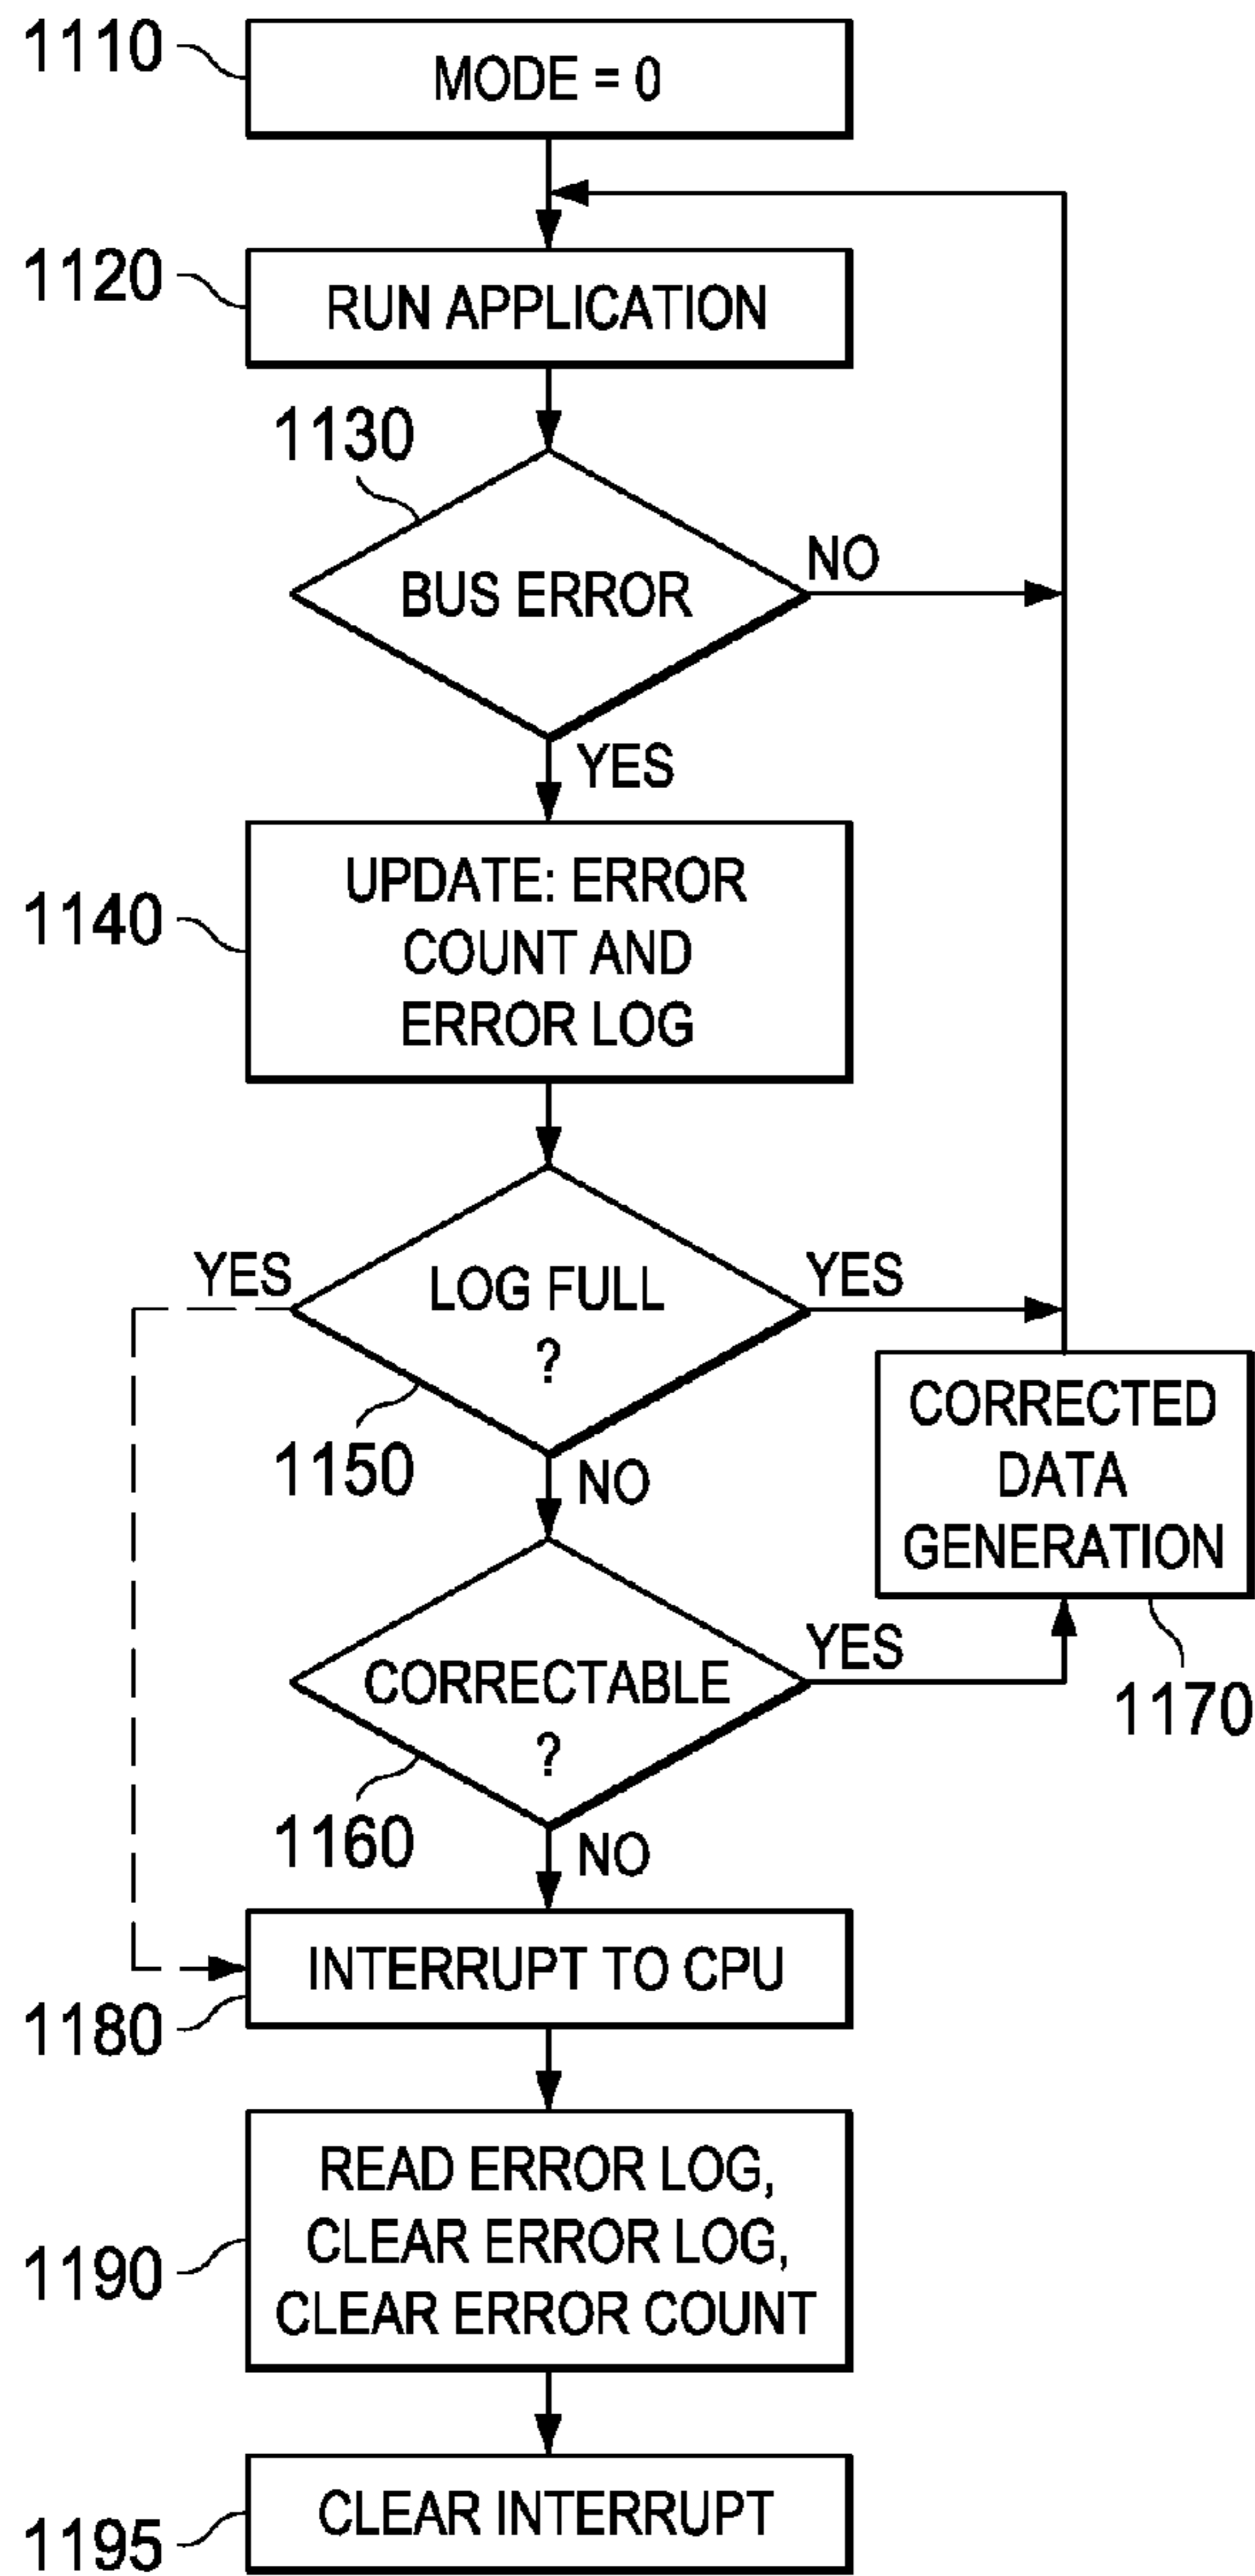 1110
MODE = 0
1120
RUN APPLICATION
1130
BUS ERROR
NO
YES
1140
UPDATE: ERROR
COUNT AND
ERROR LOG
YES
LOG FULL
?
YES
1150
NO
CORRECTED
DATA
GENERATION
1170
CORRECTABLE
?
YES
1160
NO
INTERRUPT TO CPU
1180
READ ERROR LOG,
CLEAR ERROR LOG,
CLEAR ERROR COUNT
1190
CLEAR INTERRUPT
1195